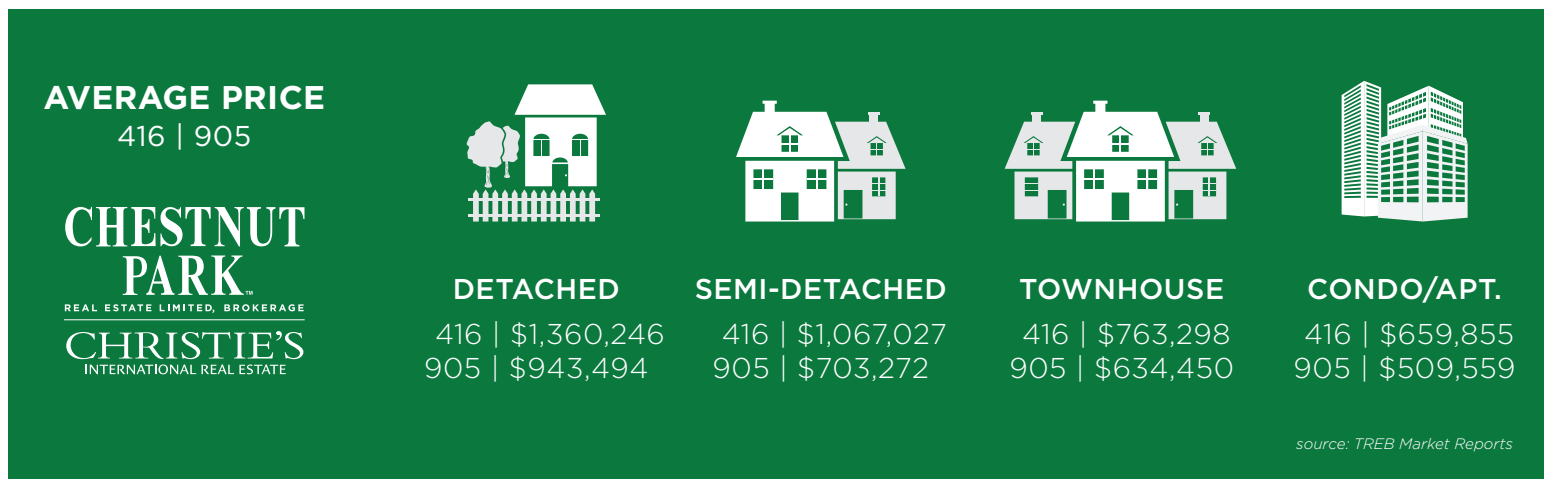 AVERAGE PRICE
416 | 905
CHESTNUT
PARK™
REAL ESTATE LIMITED, BROKERAGE
CHRISTIE'S
INTERNATIONAL REAL ESTATE
DETACHED
416 | $1,360,246
905 | $943,494
SEMI-DETACHED
416 | $1,067,027
905 | $703,272
TOWNHOUSE
416 | $763,298
905 | $634,450
CONDO/APT.
416 | $659,855
905 | $509,559
source: TREB Market Reports